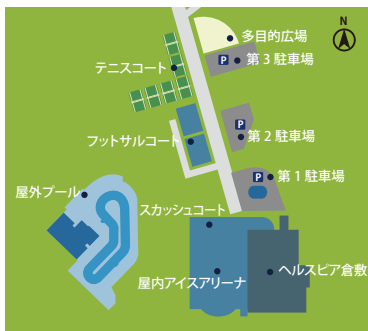 N
多目的広場
P
第3駐車場
テニスコート
P
第2駐車場
フットサルコート
P
第1駐車場
屋外プール
スカッシュコート
屋内アイスアリーナ
ヘルスピア倉敷